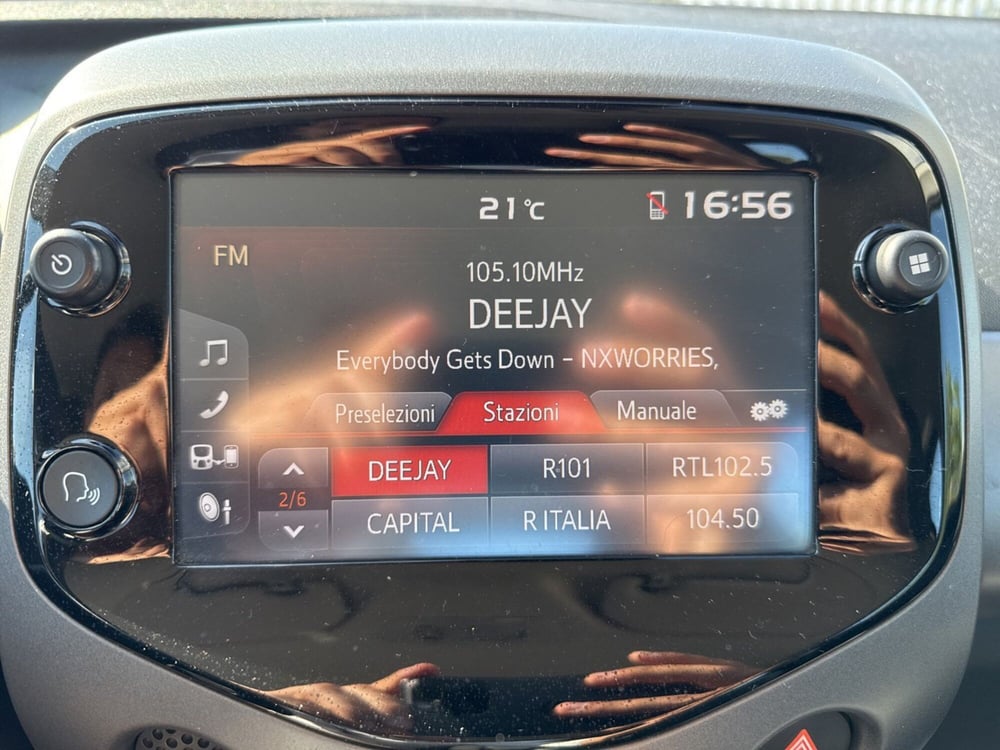 21°C 16:56
FM
105.10MHz
DEEJAY
Everybody Gets Down - NXWORRIES,
Preselezioni Stazioni Manuale
DEEJAY R101 RTL102.5
2/6
CAPITAL R ITALIA 104.50